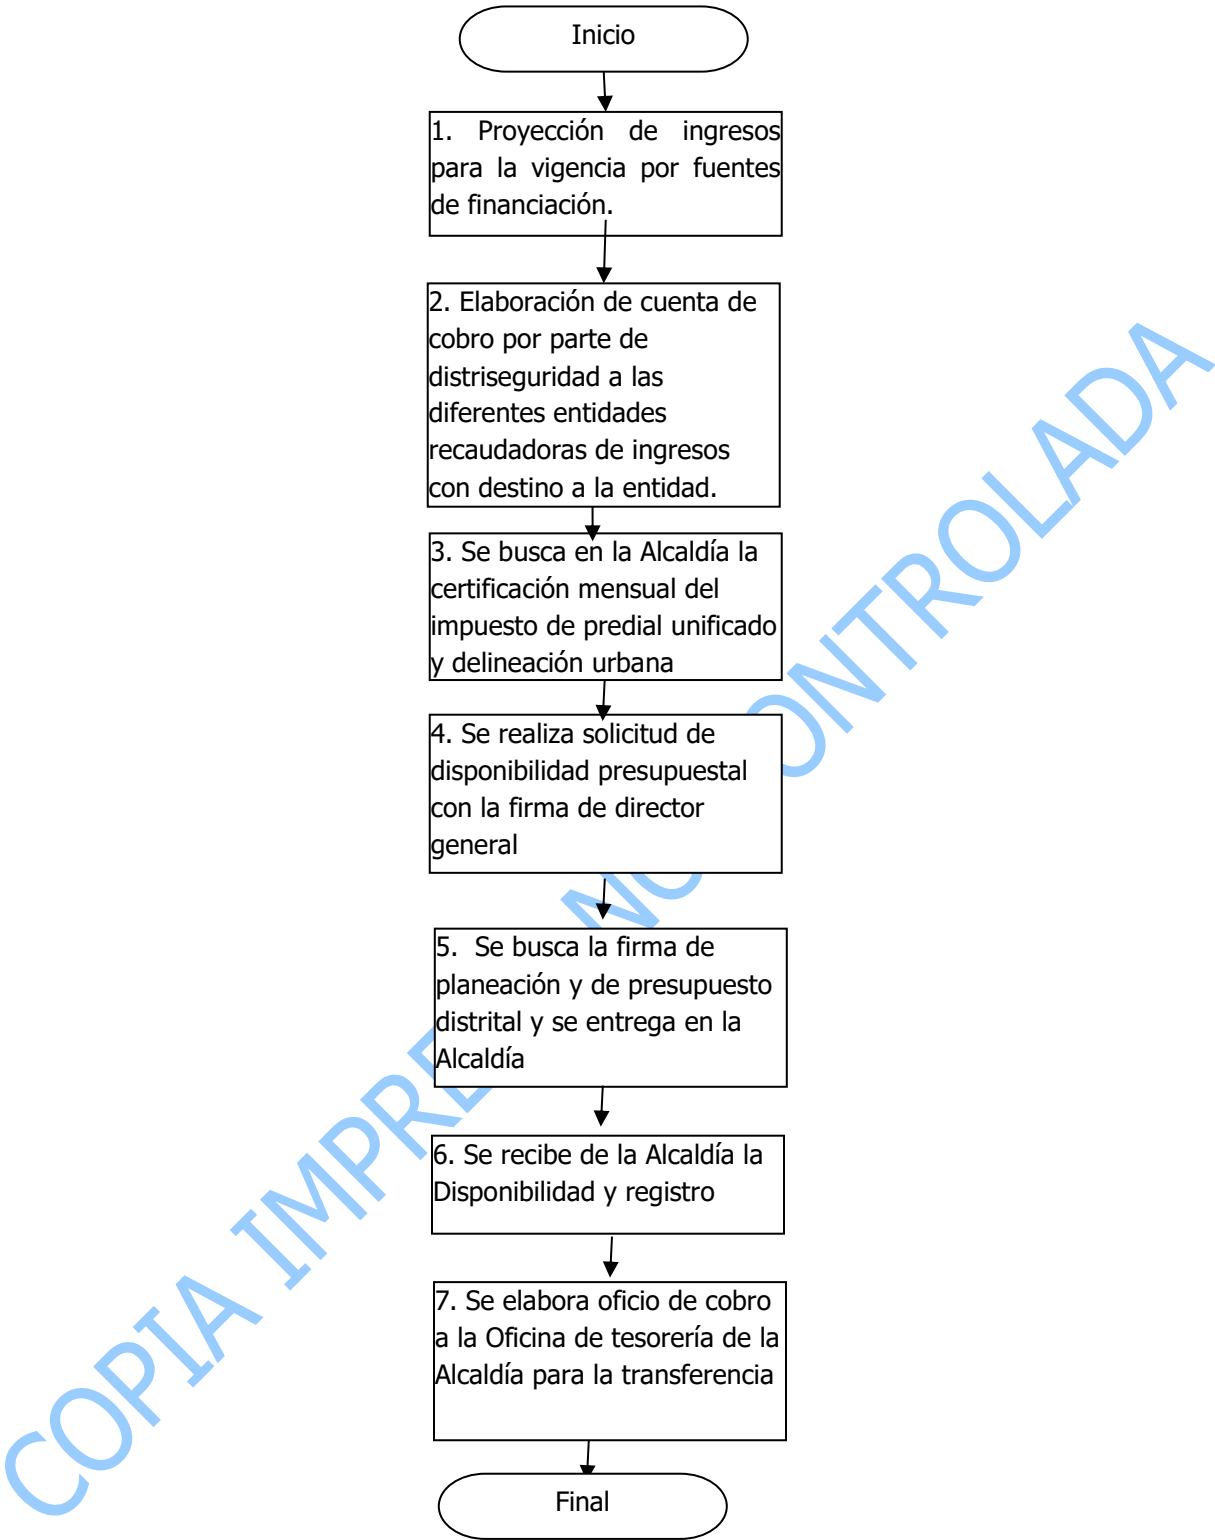 Inicio
1. Proyección de ingresos
para la vigencia por fuentes
de financiación.
2. Elaboración de cuenta de
cobro por parte de
distriseguridad a las
diferentes entidades
recaudadoras de ingresos
con destino a la entidad.
3. Se busca en la Alcaldía la
certificación mensual del
impuesto de predial unificado
y delineación urbana
4. Se realiza solicitud de
disponibilidad presupuestal
con la firma de director
general
5. Se busca la firma de
planeación y de presupuesto
distrital y se entrega en la
Alcaldía
6. Se recibe de la Alcaldía la
Disponibilidad y registro
7. Se elabora oficio de cobro
a la Oficina de tesorería de la
Alcaldía para la transferencia
Final
COPIA IMPRE NO ONTROLADA